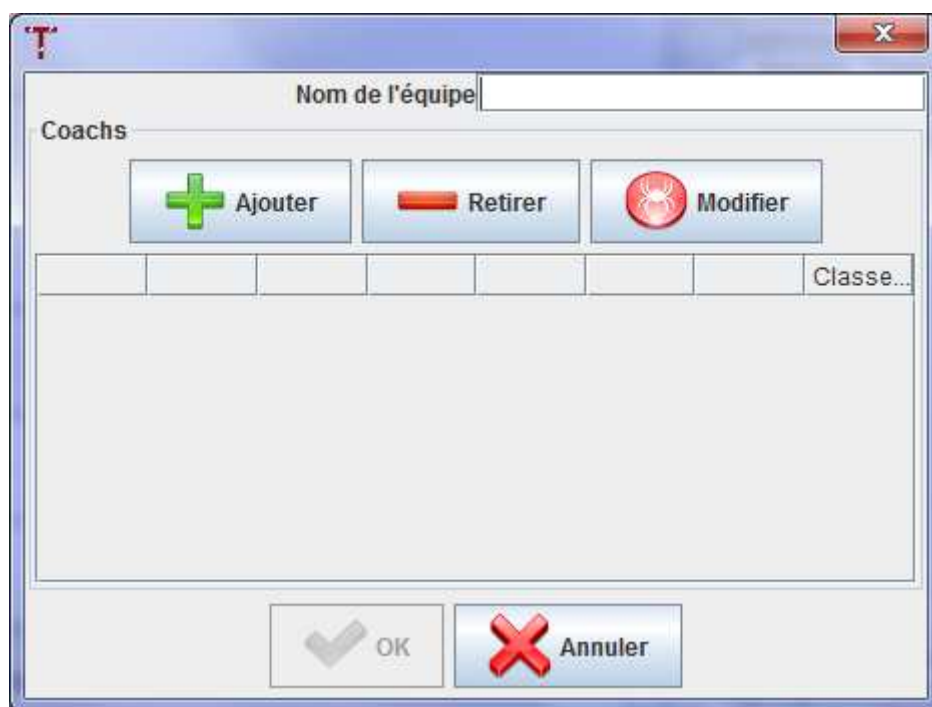 Nom de l'équipe
Coachs
Ajouter Retirer Modifier
Classe...
OK Annuler